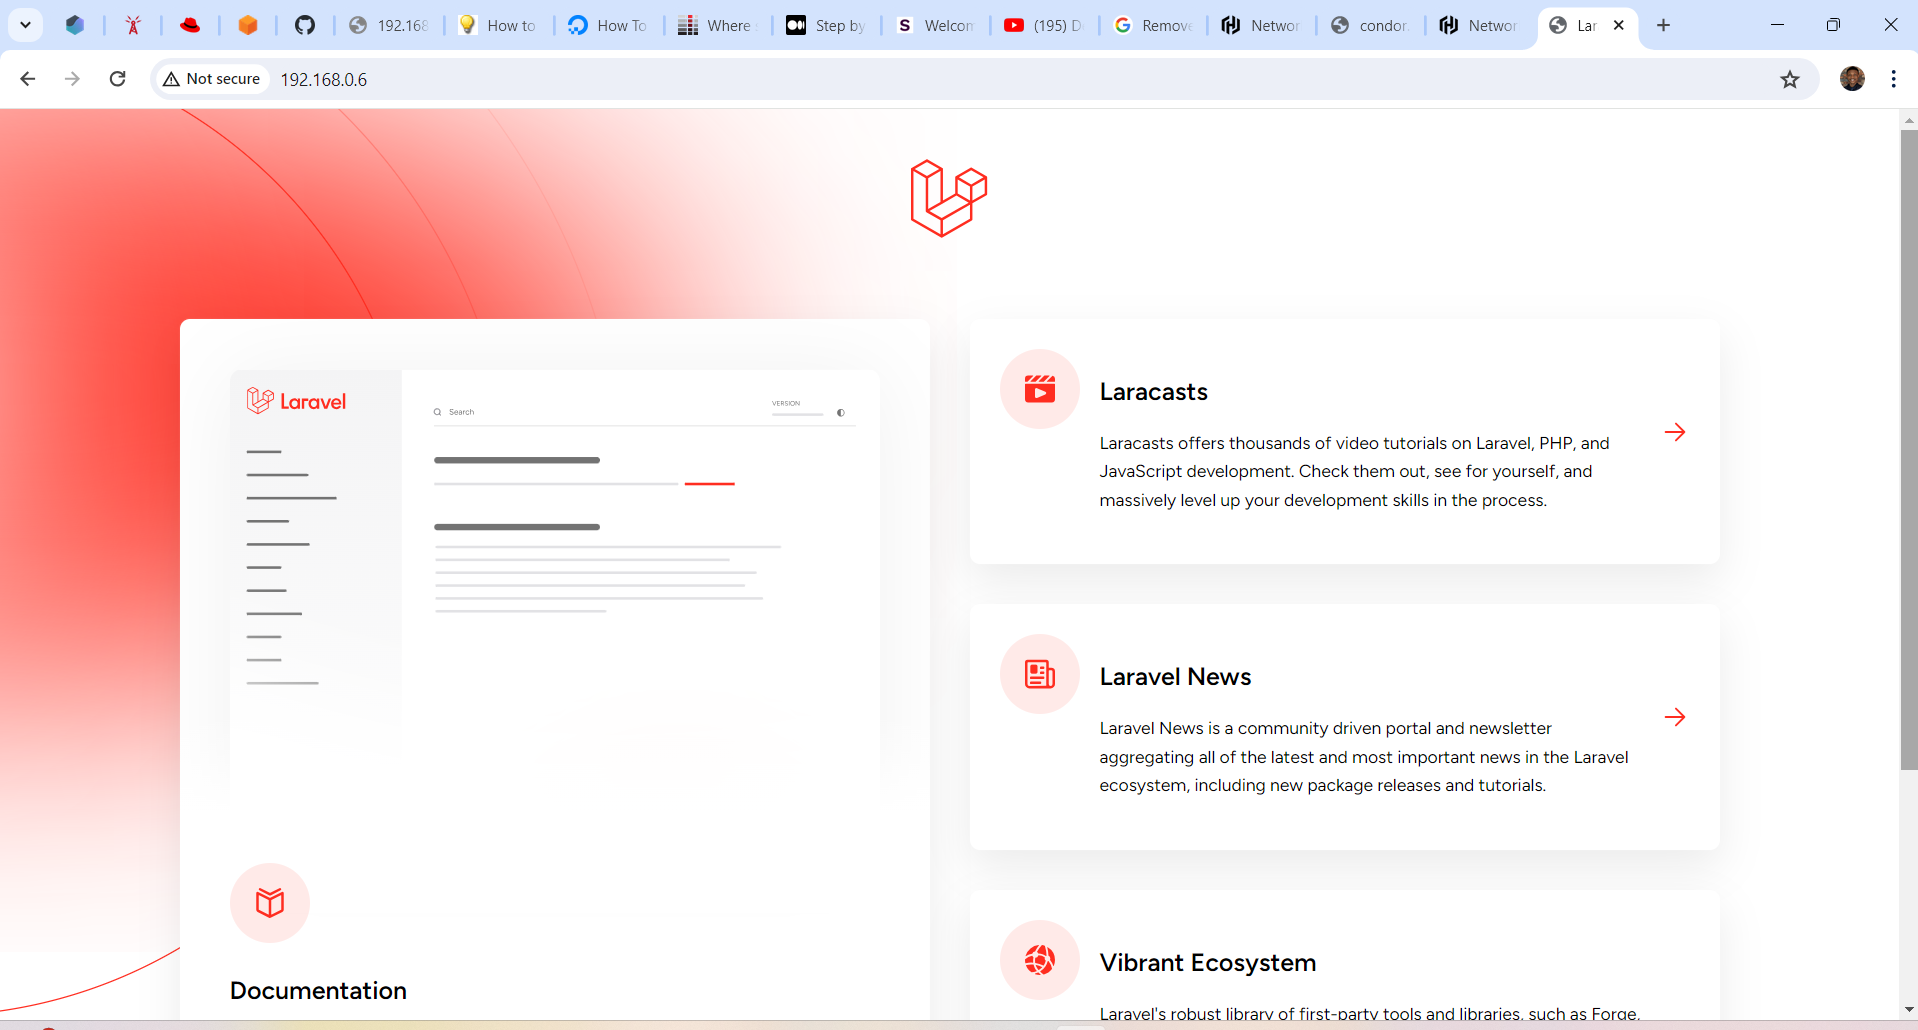 192.168
How to
How To
Where
Step by
Welcom
(195) D
Remove
Networ
condor.
Networ
Lar
Not secure
192.168.0.6
Laravel
Search
VERSION
Documentation
Laracasts
Laracasts offers thousands of video tutorials on Laravel, PHP, and
JavaScript development. Check them out, see for yourself, and
massively level up your development skills in the process.
Laravel News
Laravel News is a community driven portal and newsletter
aggregating all of the latest and most important news in the Laravel
ecosystem, including new package releases and tutorials.
Vibrant Ecosystem
Laravel's robust library of first-party tools and libraries, such as Forge,